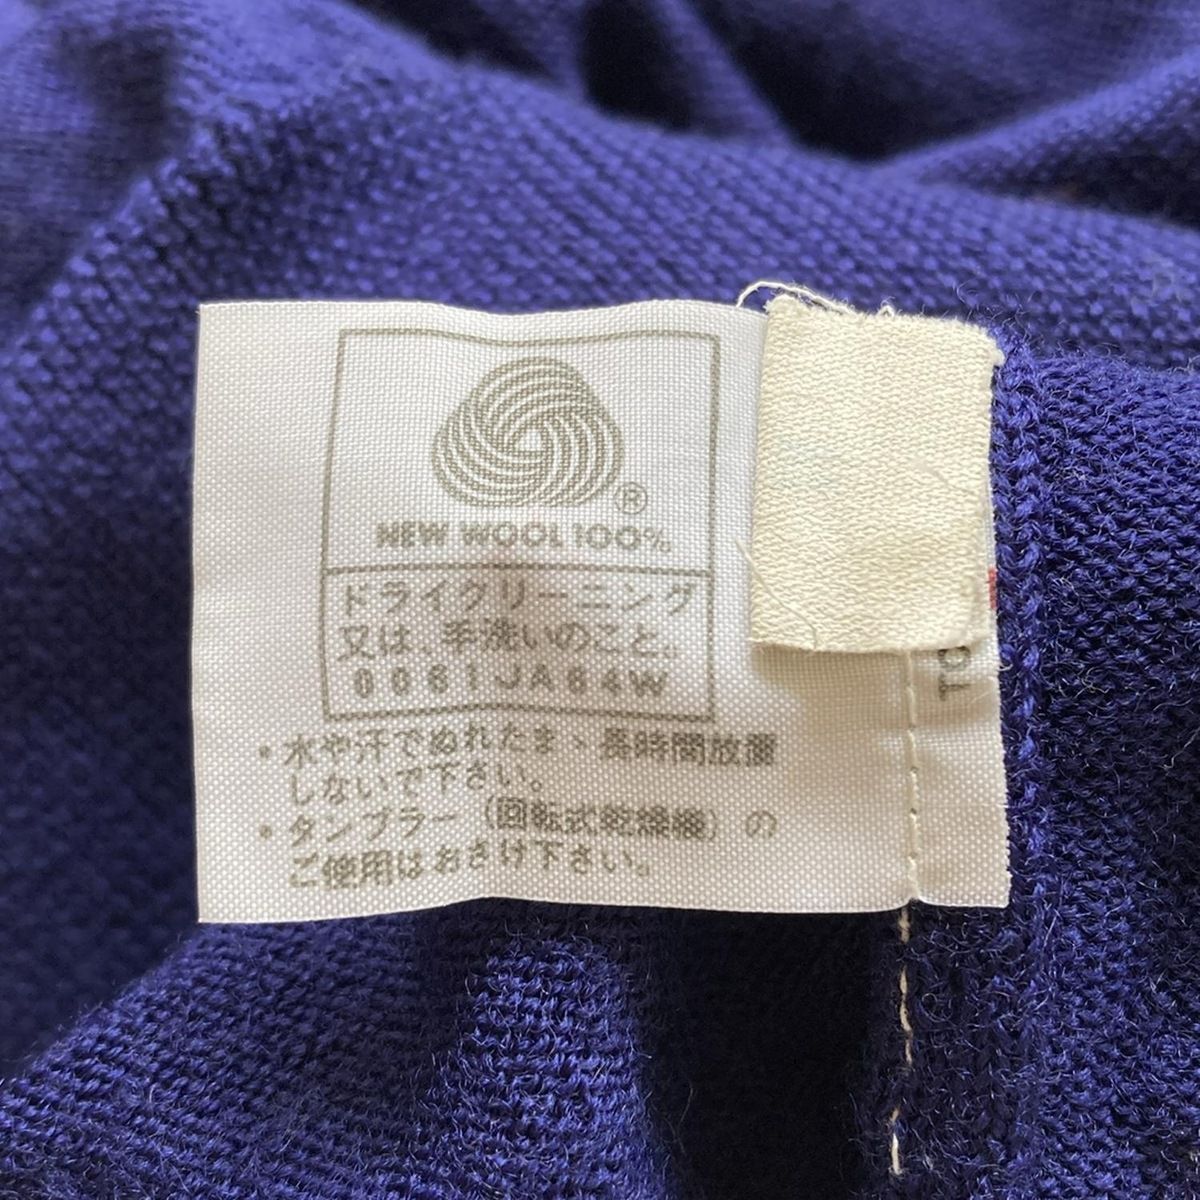 ®
NEW WOOL 100%
ドライクリーニング
又は、手洗いのこと。
0061JA64W
・水や汗でぬれたまゝ長時間放置
しないで下さい。
・タンブラー(回転式乾燥機)の
ご使用はおさけ下さい。
TO